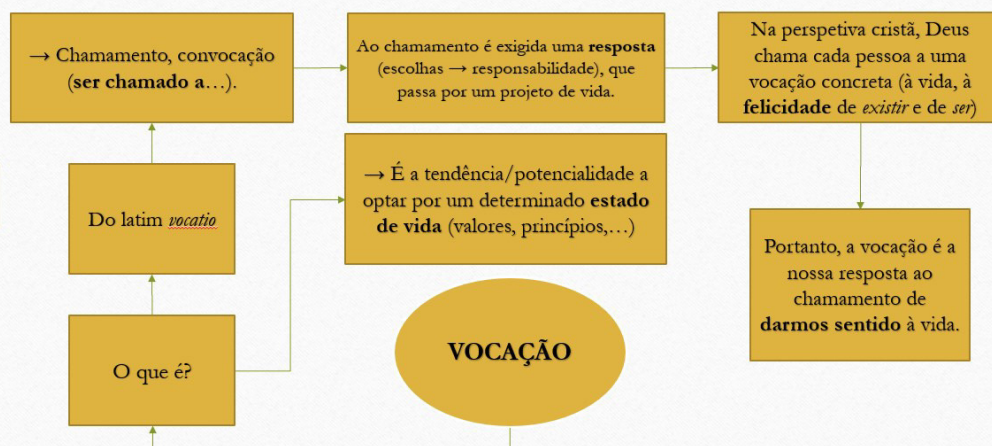 → Chamamento, convocação
(ser chamado a…).
Ao chamamento é exigida uma resposta
(escolhas → responsabilidade), que
passa por um projeto de vida.
Na perspetiva cristã, Deus
chama cada pessoa a uma
vocação concreta (à vida, à
felicidade de existir e de ser)
Do latim vocatio
→ É a tendência/potencialidade a
optar por um determinado estado
de vida (valores, princípios,…)
Portanto, a vocação é a
nossa resposta ao
chamamento de
darmos sentido à vida.
O que é?
VOCAÇÃO